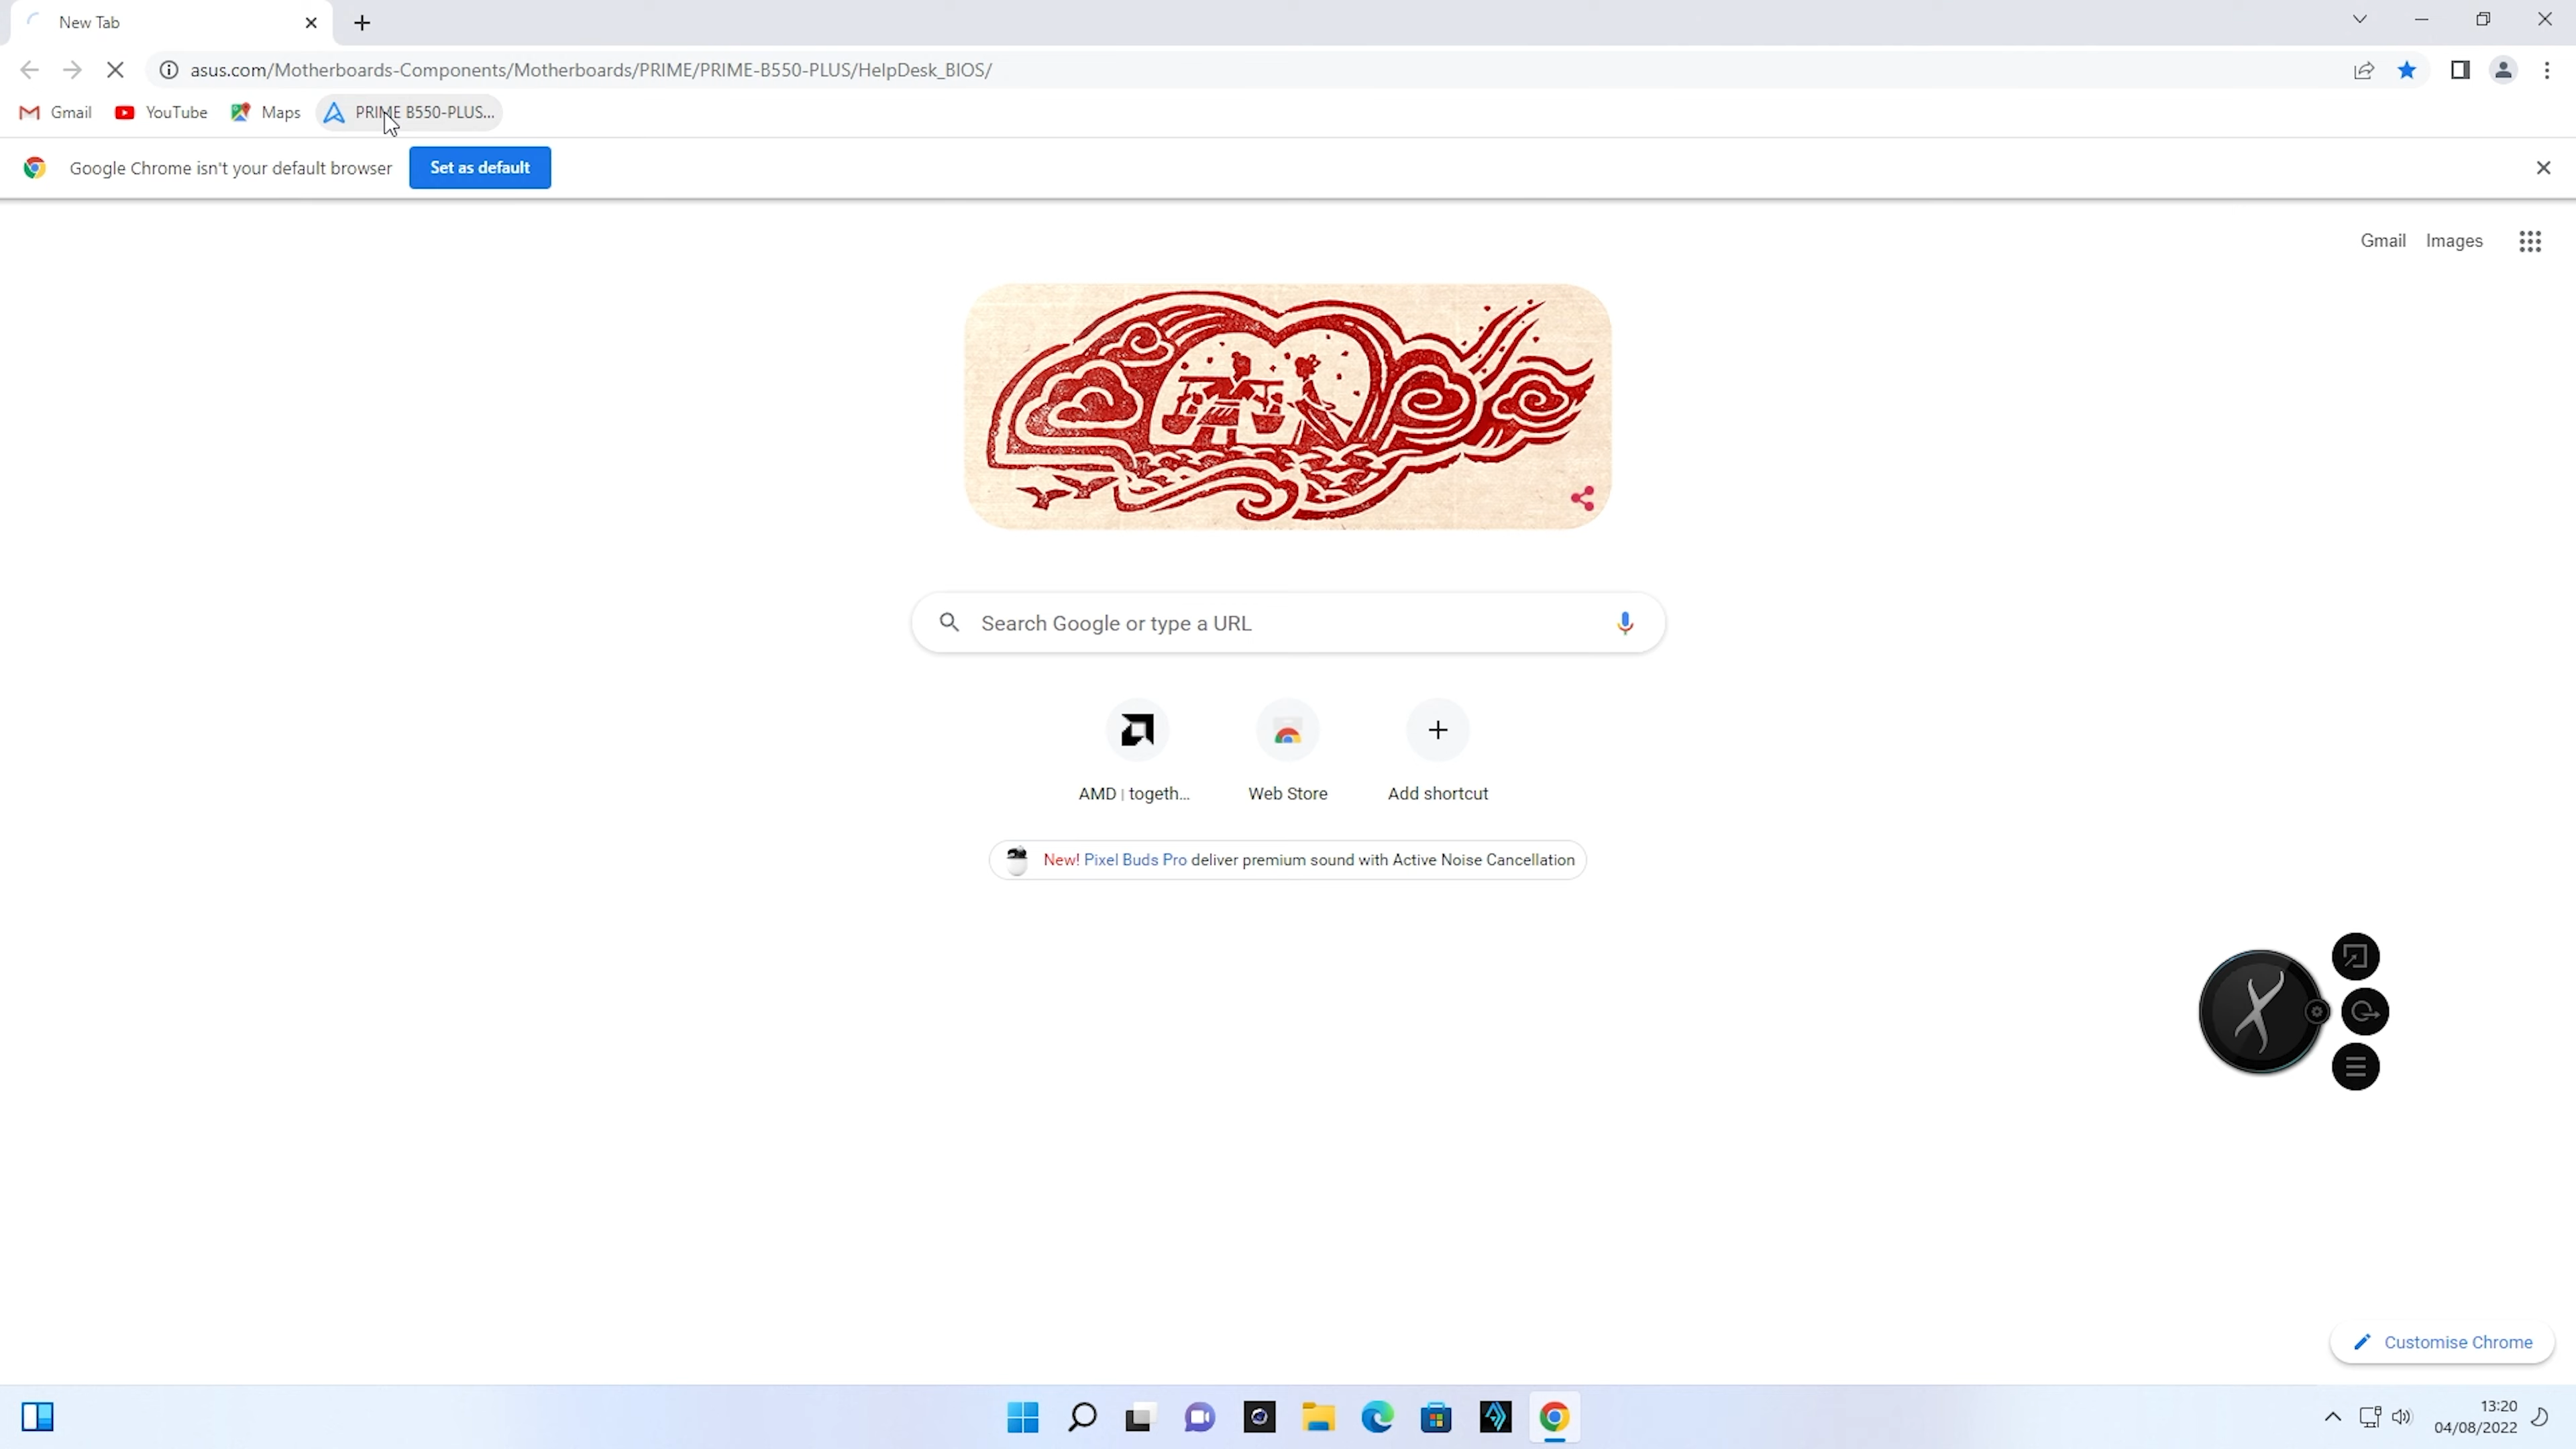 New Tab
asus.com/Motherboards-Components/Motherboards/PRIME/PRIME-B550-PLUS/HelpDesk_BIOS/
Gmail YouTube Maps PRIME B550-PLUS...
Google Chrome isn't your default browser Set as default
Gmail Images
Search Google or type a URL
AMD | togeth... Web Store Add shortcut
New! Pixel Buds Pro deliver premium sound with Active Noise Cancellation
Customise Chrome
13:20
04/08/2022